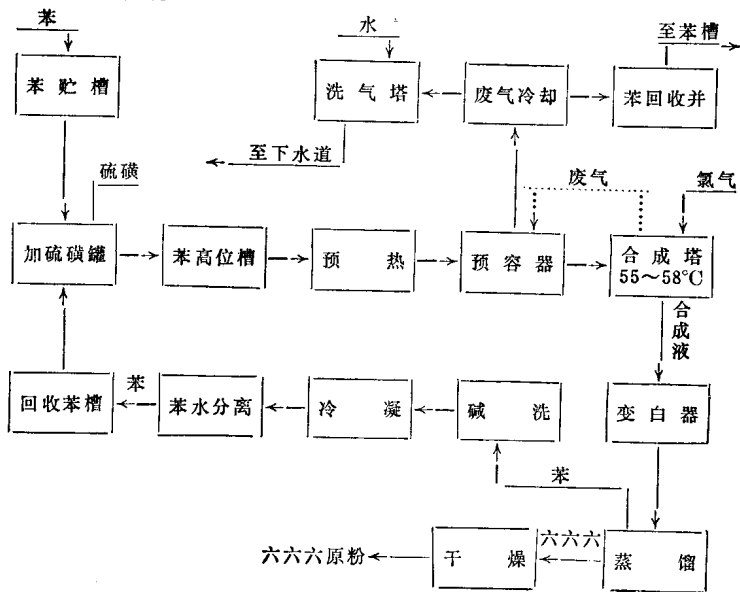 苯
水
至苯槽
苯贮槽
洗气塔
废气冷却
苯回收并
至下水道
硫磺
废气
氯气
加硫磺罐
苯高位槽
预热
预容器
合成塔
55~58°C
合成液
回收苯槽
苯
苯水分离
冷凝
碱洗
变白器
苯
六六六原粉
干燥
六六六
蒸馏